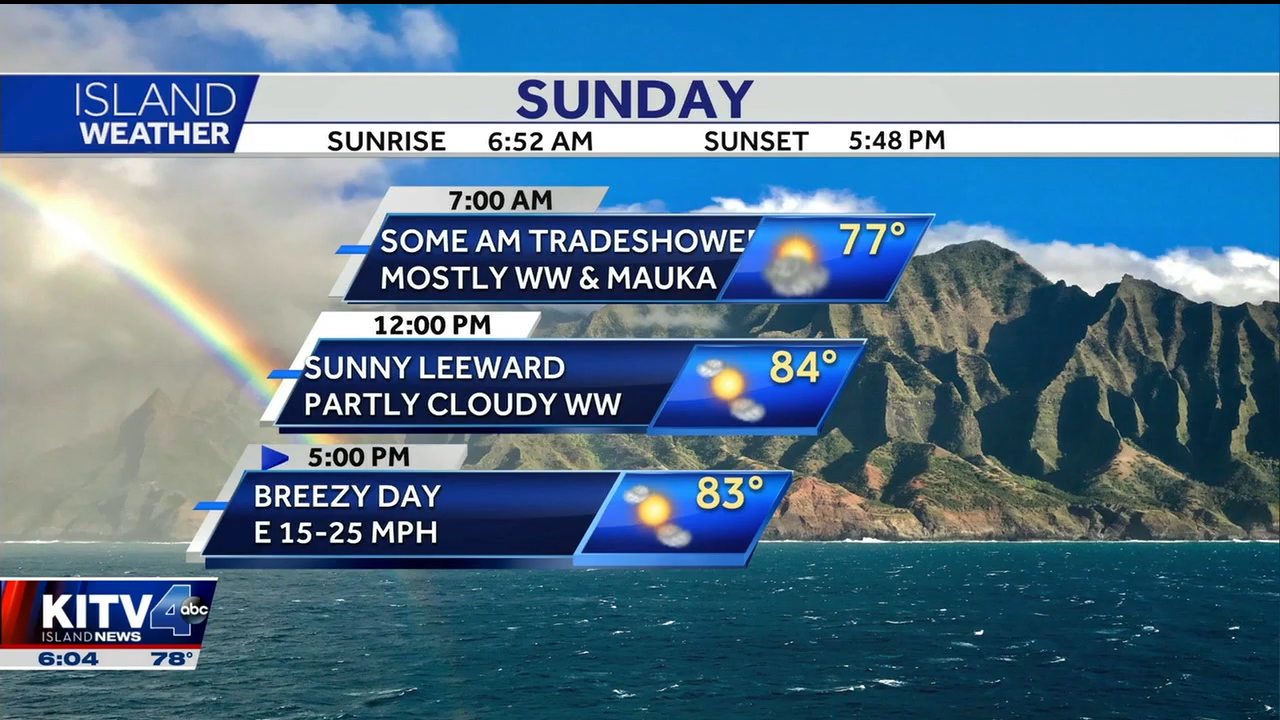 ISLAND
WEATHER
SUNDAY
SUNRISE 6:52 AM SUNSET 5:48 PM
7:00 AM
SOME AM TRADESHOWE
MOSTLY WW & MAUKA
77°
12:00 PM
SUNNY LEEWARD
PARTLY CLOUDY WW
84°
5:00 PM
BREEZY DAY
E 15-25 MPH
83°
KITV4 abc
ISLAND NEWS
6:04 78°